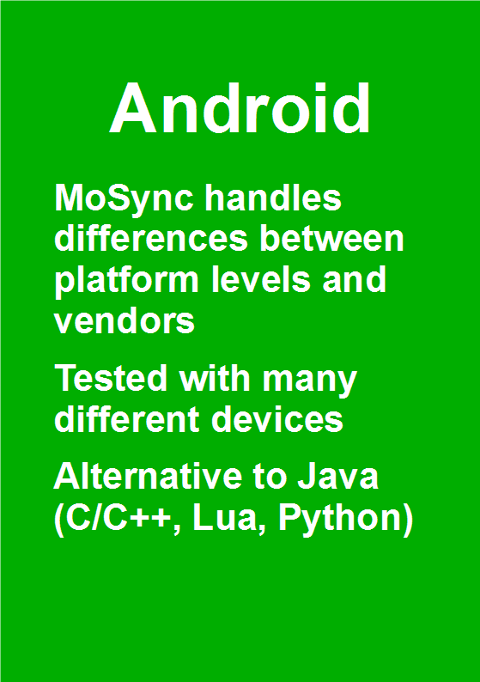 Android
MoSync handles
differences between
platform levels and
vendors
Tested with many
different devices
Alternative to Java
(C/C++, Lua, Python)